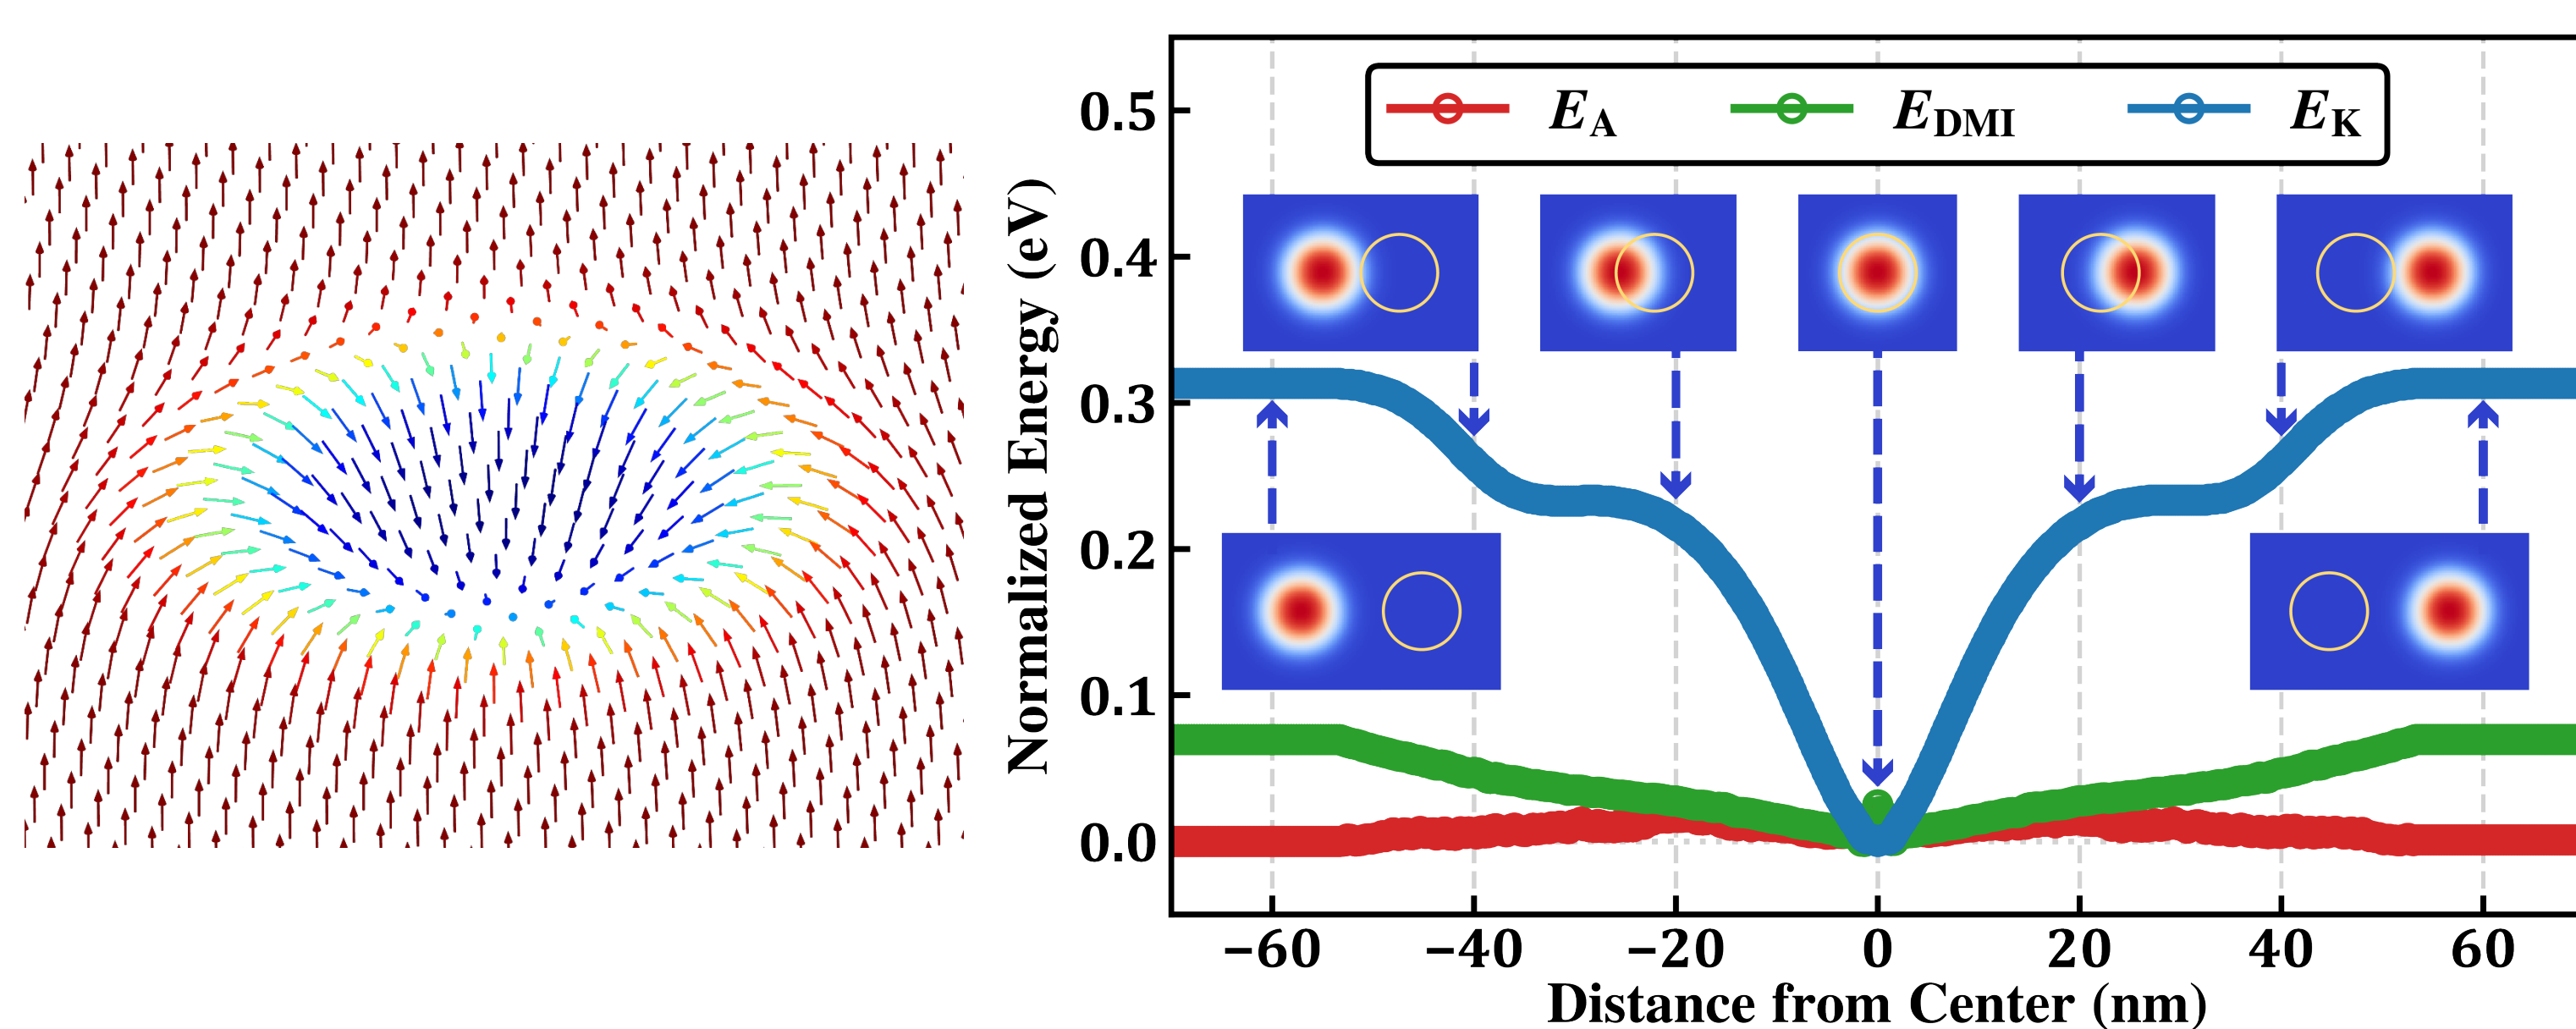 Normalized Energy (eV)
0.5
0.4
0.3
0.2
0.1
0.0
E_A E_DMI E_K
−60 −40 −20 0 20 40 60
Distance from Center (nm)